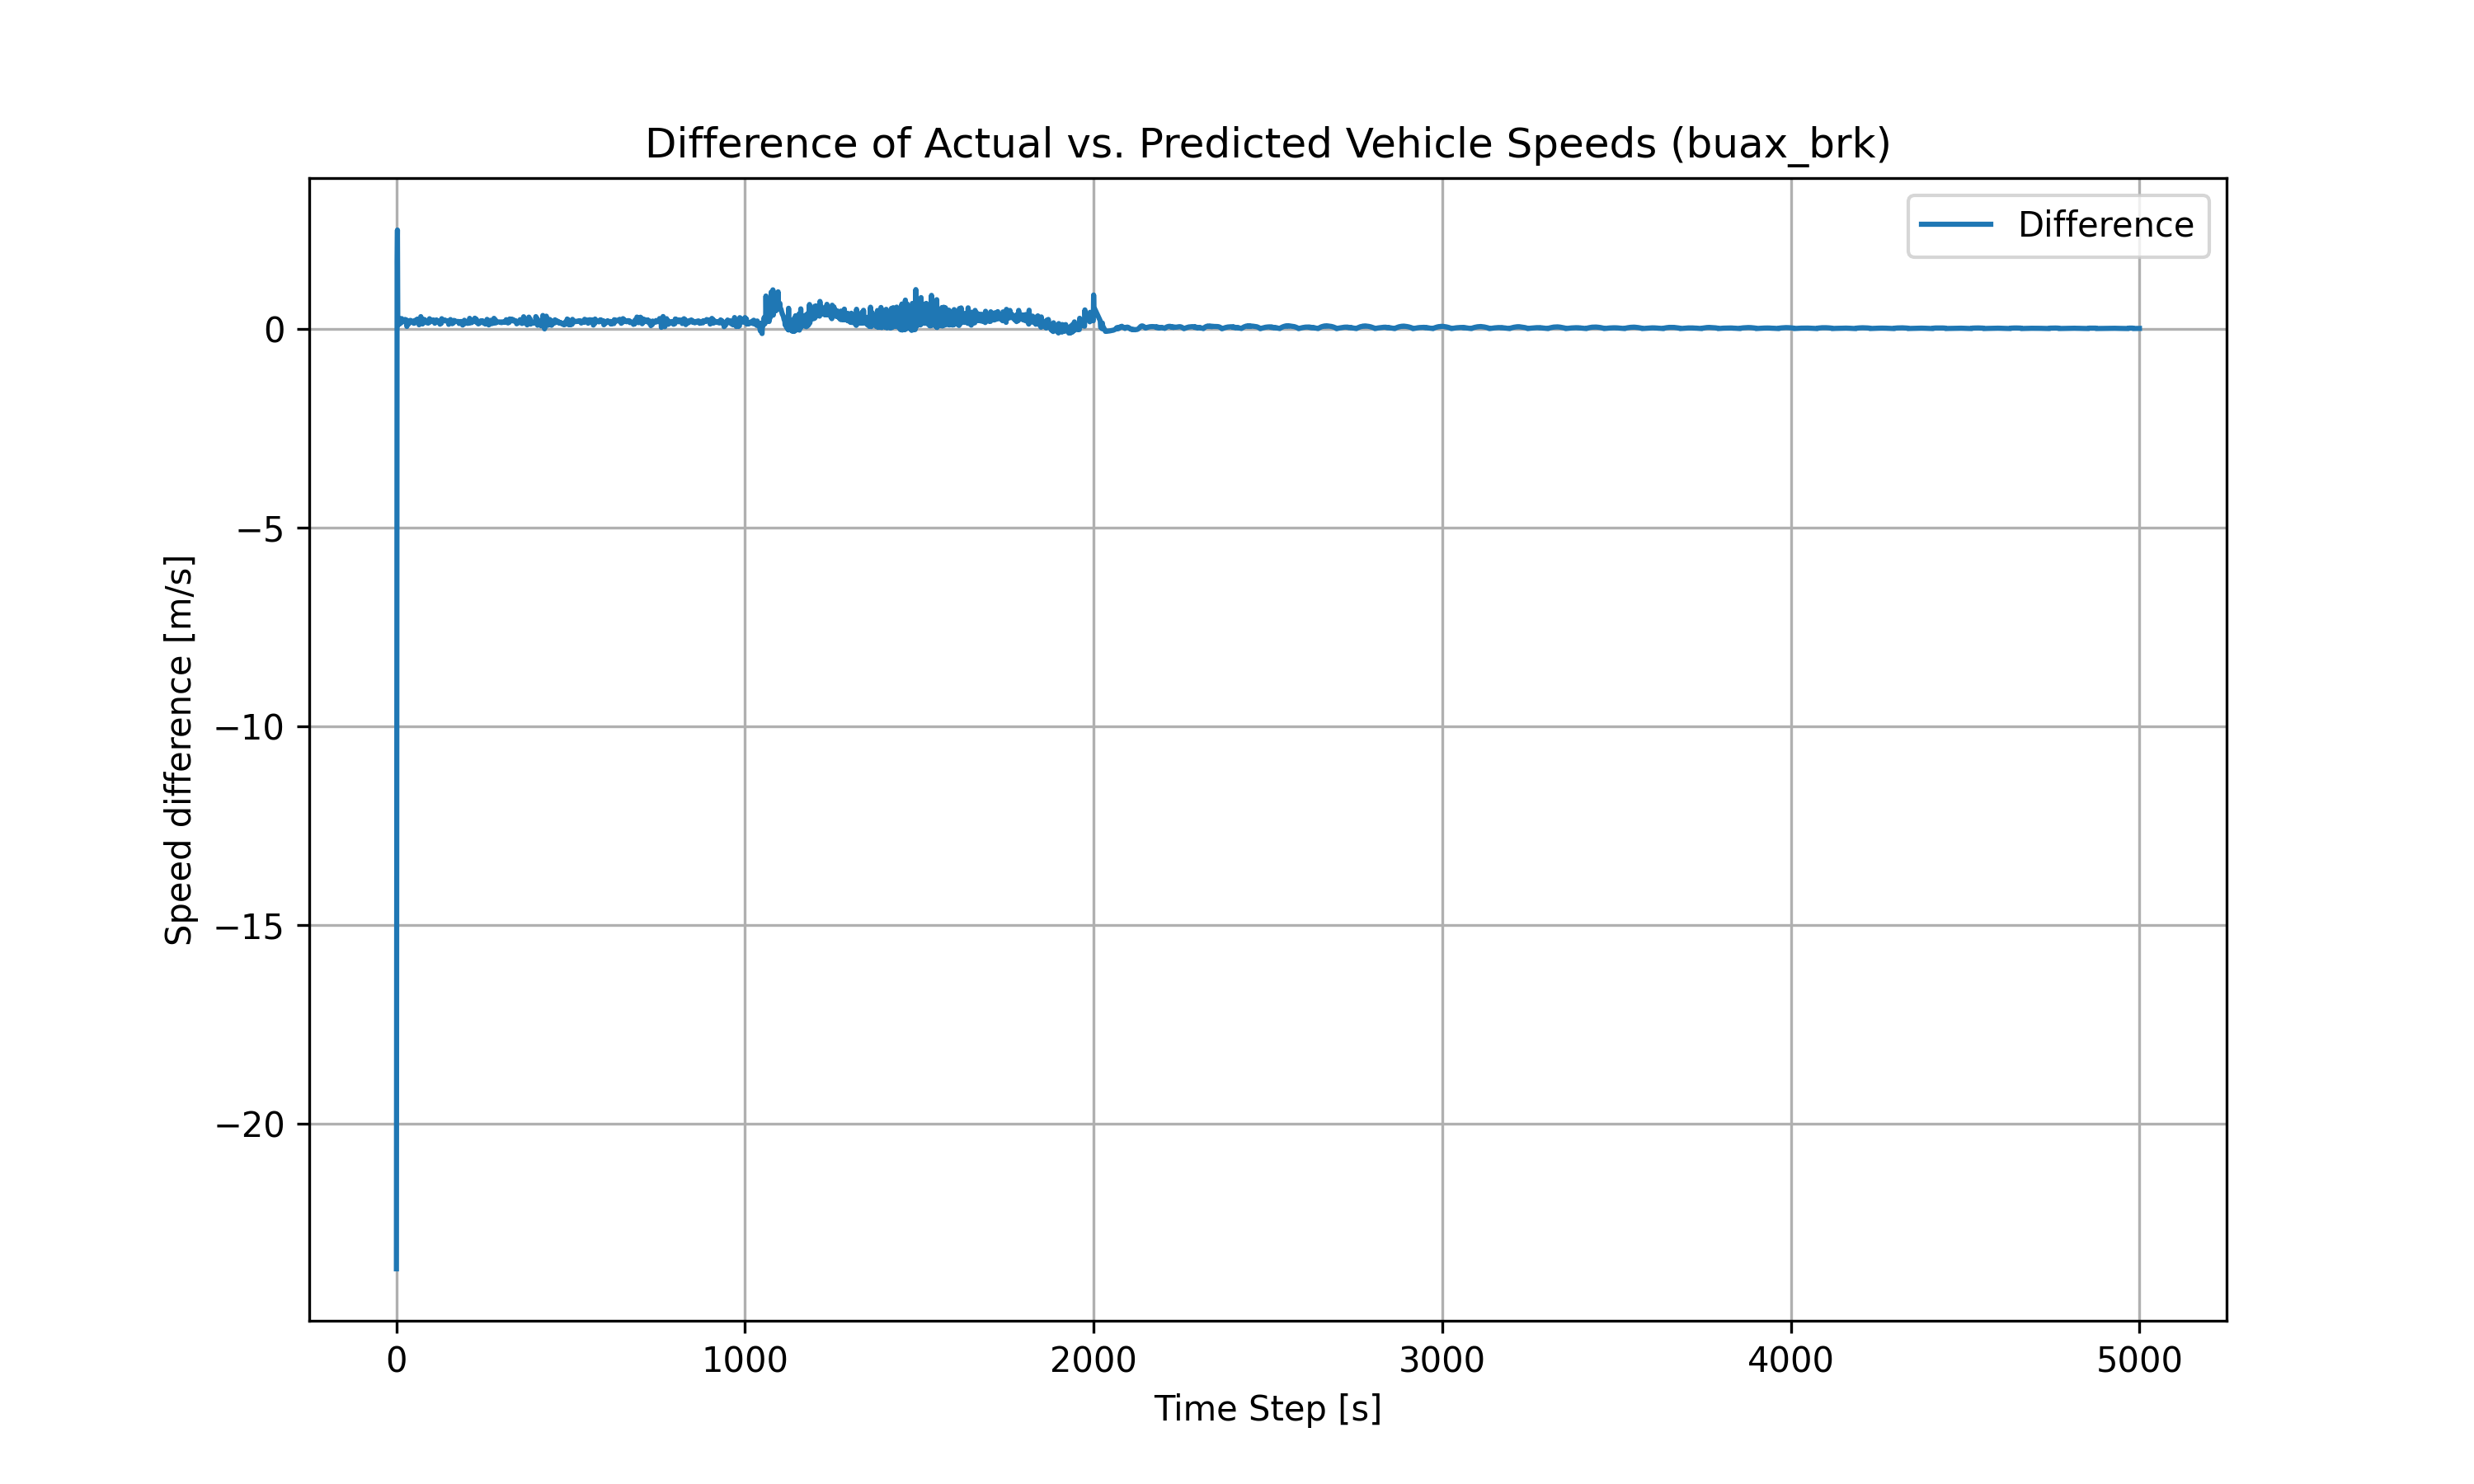 Difference of Actual vs. Predicted Vehicle Speeds (buax_brk)
Difference
0
−5
−10
−15
−20
Speed difference [m/s]
0 1000 2000 3000 4000 5000
Time Step [s]